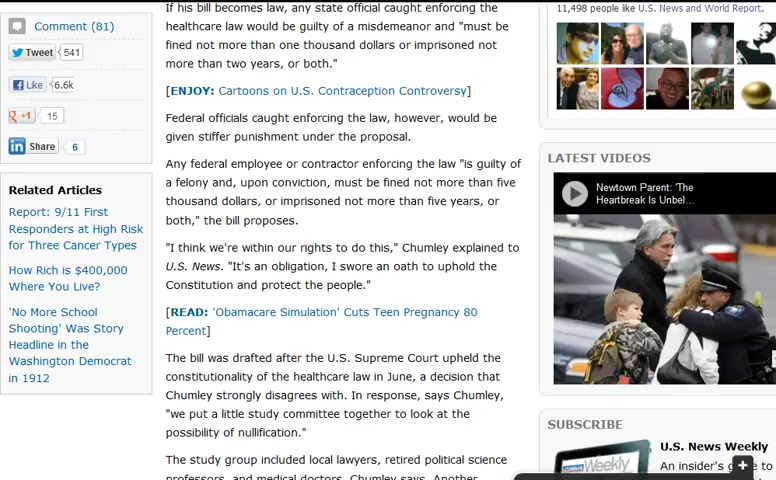 Comment (81)
Tweet 541
Like 6.6k
+1 15
in Share 6
Related Articles
Report: 9/11 First
Responders at High Risk
for Three Cancer Types
How Rich is $400,000
Where You Live?
'No More School
Shooting' Was Story
Headline in the
Washington Democrat
in 1912
If his bill becomes law, any state official caught enforcing the
healthcare law would be guilty of a misdemeanor and "must be
fined not more than one thousand dollars or imprisoned not
more than two years, or both."
[ENJOY: Cartoons on U.S. Contraception Controversy]
Federal officials caught enforcing the law, however, would be
given stiffer punishment under the proposal.
Any federal employee or contractor enforcing the law "is guilty of
a felony and, upon conviction, must be fined not more than five
thousand dollars, or imprisoned not more than five years, or
both," the bill proposes.
"I think we're within our rights to do this," Chumley explained to
U.S. News. "It's an obligation, I swore an oath to uphold the
Constitution and protect the people."
[READ: 'Obamacare Simulation' Cuts Teen Pregnancy 80
Percent]
The bill was drafted after the U.S. Supreme Court upheld the
constitutionality of the healthcare law in June, a decision that
Chumley strongly disagrees with. In response, says Chumley,
"we put a little study committee together to look at the
possibility of nullification."
The study group included local lawyers, retired political science
professors, and medical doctors, Chumley says. Another
11,498 people like U.S. News and World Report.
LATEST VIDEOS
Newtown Parent: 'The
Heartbreak Is Unbel...
SUBSCRIBE
Weekly
U.S. News Weekly
An insider's to